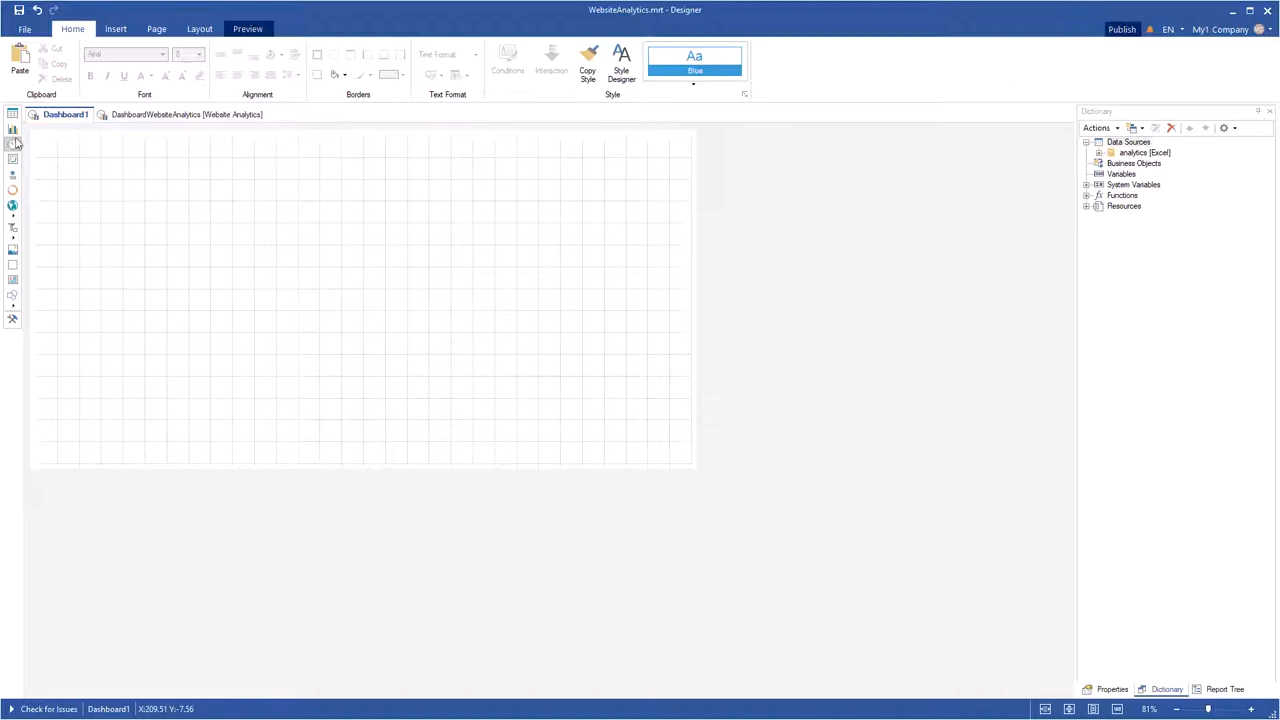 WebsiteAnalytics.mrt - Designer
File Home Insert Page Layout Preview
Publish EN My1 Company
Paste Cut Copy Delete
Arial 8
B I U A A A
Text Format
Conditions Interaction Copy Style Style Designer
Aa
Blue
Clipboard Font Alignment Borders Text Format Style
Dashboard1 DashboardWebsiteAnalytics [Website Analytics]
Dictionary
Actions
Data Sources
analytics [Excel]
Business Objects
Variables
System Variables
fx Functions
Resources
Properties Dictionary Report Tree
Check for Issues Dashboard1 X:209.51 Y:-7.56 81%